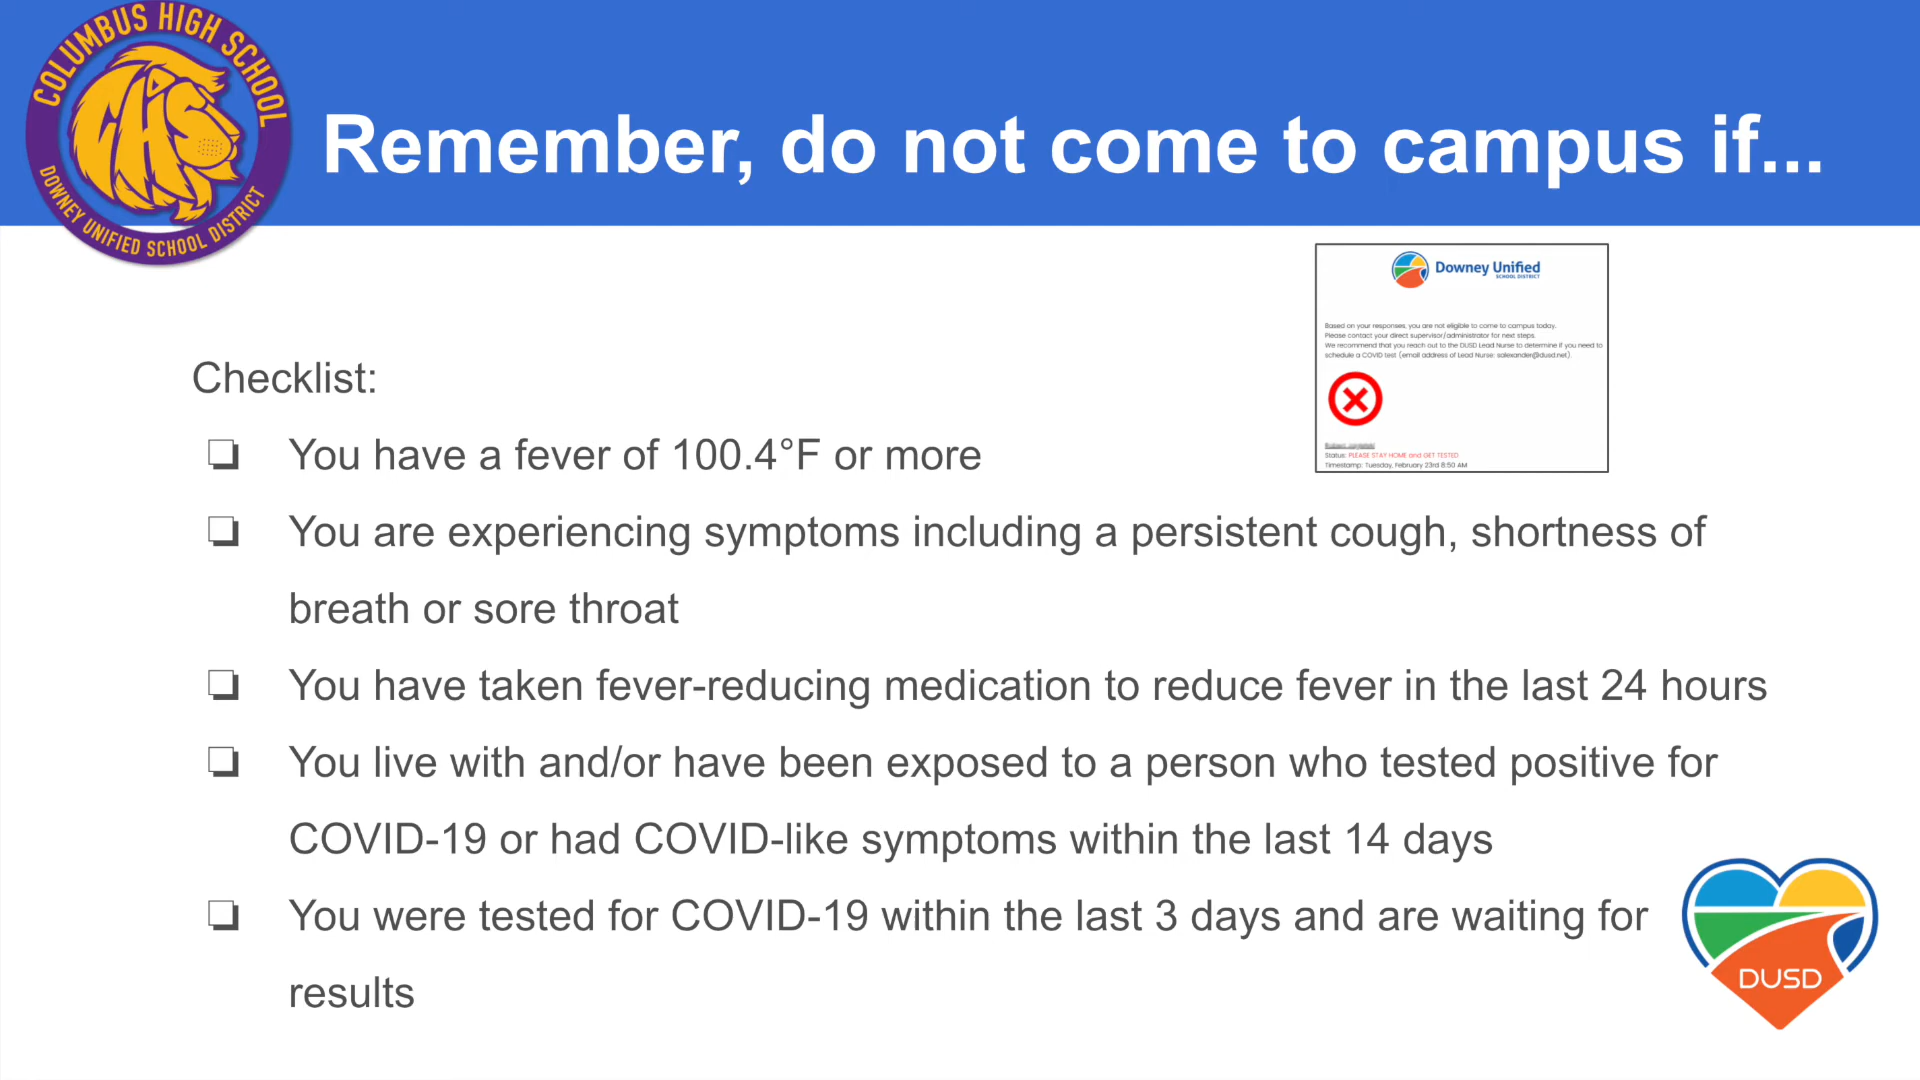 COLUMBUS HIGH SCHOOL
CHS
DOWNEY UNIFIED SCHOOL DISTRICT
Remember, do not come to campus if...
Downey Unified
SCHOOL DISTRICT
Based on your responses, you are not eligible to come to campus today.
Please contact your direct supervisor/administrator for next steps.
We recommend that you reach out to the DUSD Lead Nurse to determine if you need to
schedule a COVID test (email address of Lead Nurse: salexander@dusd.net).
Status: PLEASE STAY HOME and GET TESTED
Timestamp: Tuesday, February 23rd 8:50 AM
Checklist:
You have a fever of 100.4°F or more
You are experiencing symptoms including a persistent cough, shortness of
breath or sore throat
You have taken fever-reducing medication to reduce fever in the last 24 hours
You live with and/or have been exposed to a person who tested positive for
COVID-19 or had COVID-like symptoms within the last 14 days
You were tested for COVID-19 within the last 3 days and are waiting for
results
DUSD